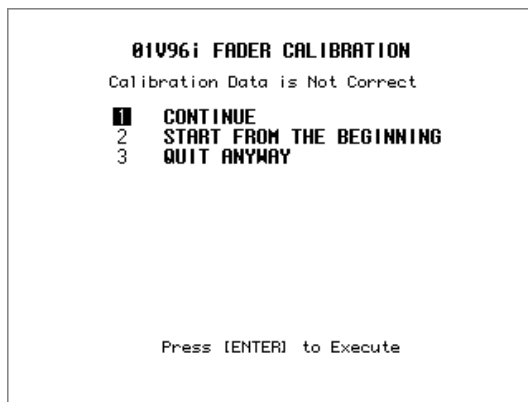 01V96i FADER CALIBRATION
Calibration Data is Not Correct
1 CONTINUE
2 START FROM THE BEGINNING
3 QUIT ANYWAY
Press [ENTER] to Execute